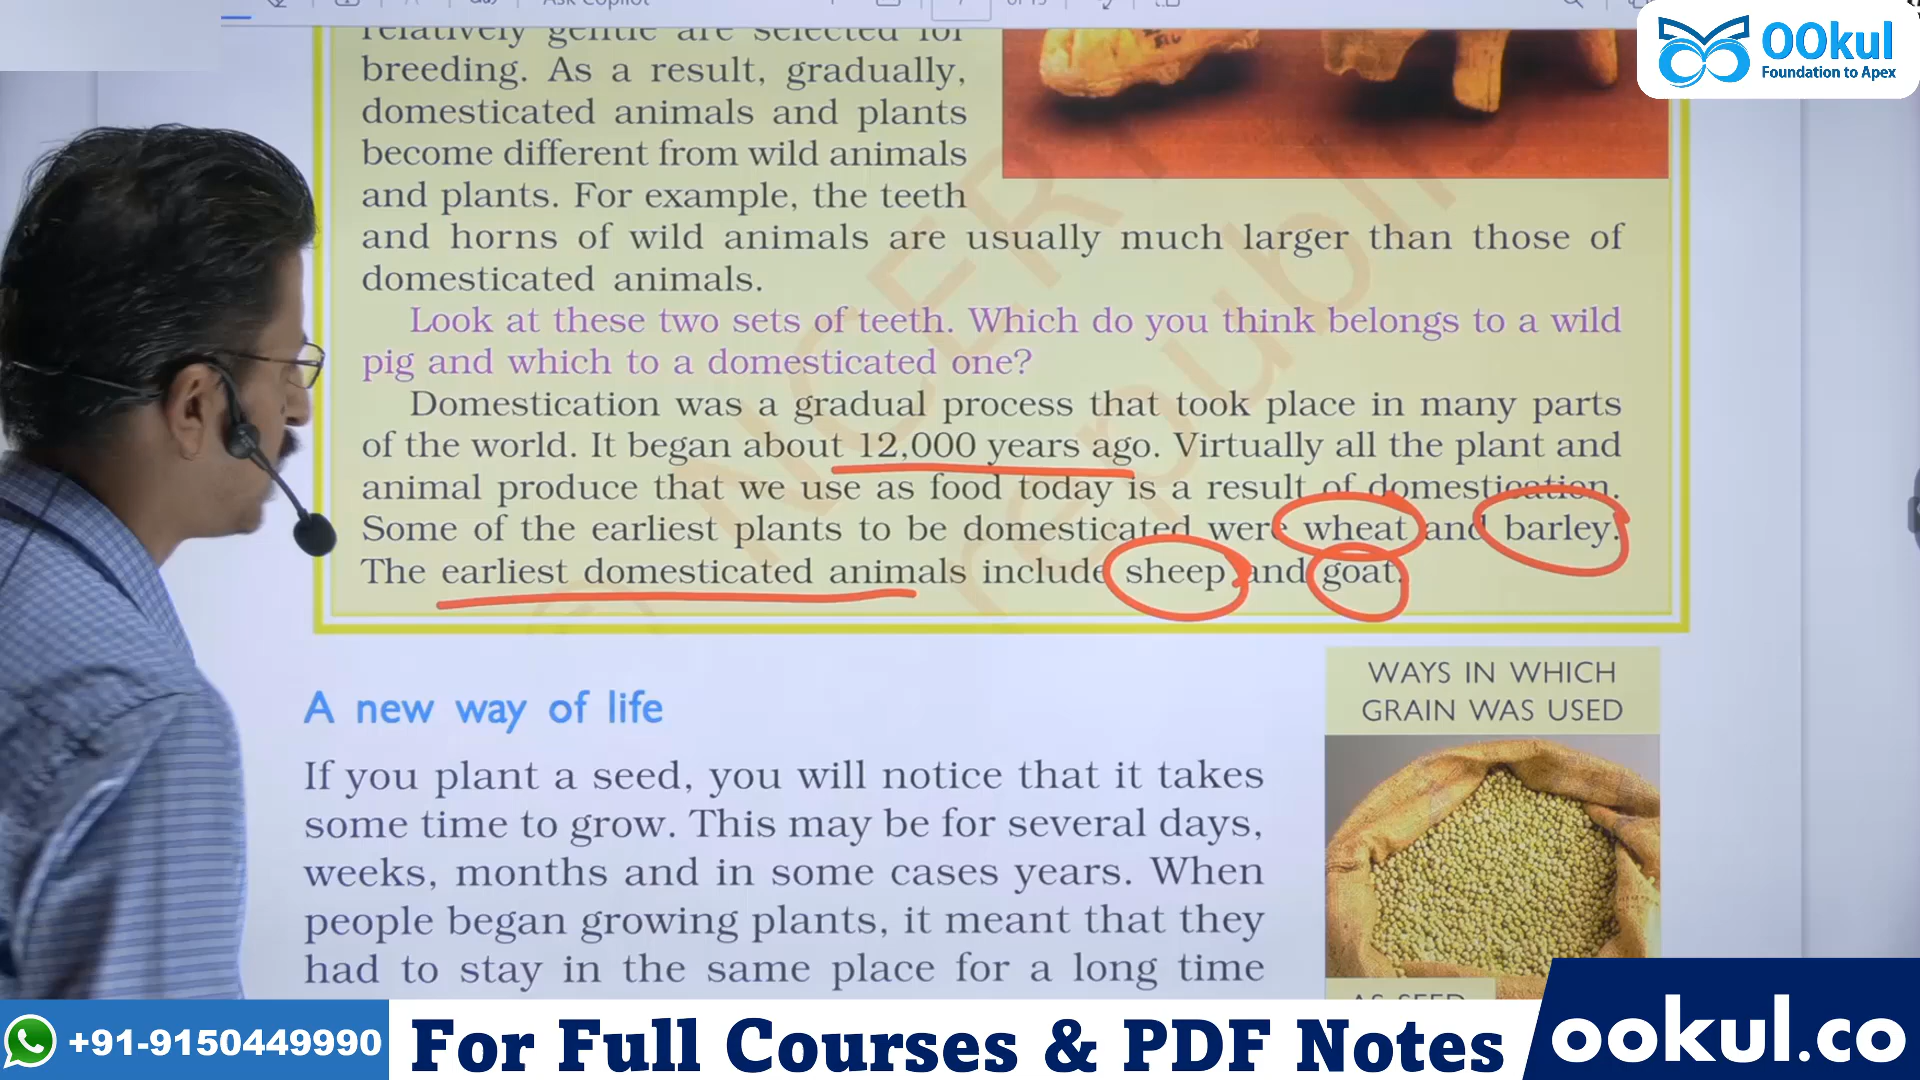 OOkul
Foundation to Apex
relatively gentle are selected for
breeding. As a result, gradually,
domesticated animals and plants
become different from wild animals
and plants. For example, the teeth
and horns of wild animals are usually much larger than those of
domesticated animals.
Look at these two sets of teeth. Which do you think belongs to a wild
pig and which to a domesticated one?
Domestication was a gradual process that took place in many parts
of the world. It began about 12,000 years ago. Virtually all the plant and
animal produce that we use as food today is a result of domestication.
Some of the earliest plants to be domesticated were wheat and barley.
The earliest domesticated animals include sheep and goat.
A new way of life
If you plant a seed, you will notice that it takes
some time to grow. This may be for several days,
weeks, months and in some cases years. When
people began growing plants, it meant that they
had to stay in the same place for a long time
WAYS IN WHICH
GRAIN WAS USED
AS SEED
+91-9150449990
For Full Courses & PDF Notes
ookul.co